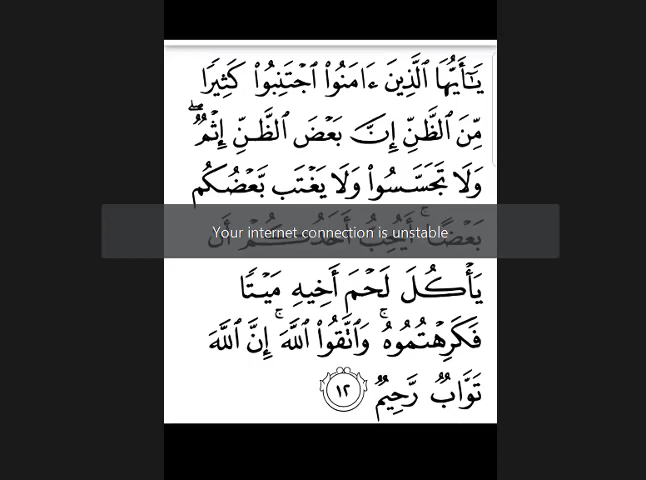 يَـٰٓأَيُّهَا ٱلَّذِينَ ءَامَنُوا۟ ٱجْتَنِبُوا۟ كَثِيرًا
مِّنَ ٱلظَّنِّ إِنَّ بَعْضَ ٱلظَّنِّ إِثْمٌ ۖ
وَلَا تَجَسَّسُوا۟ وَلَا يَغْتَب بَّعْضُكُم
بَعْضًا ۚ أَيُحِبُّ أَحَدُكُمْ أَن
Your internet connection is unstable
يَأْكُلَ لَحْمَ أَخِيهِ مَيْتًا
فَكَرِهْتُمُوهُ ۚ وَٱتَّقُوا۟ ٱللَّهَ ۚ إِنَّ ٱللَّهَ
تَوَّابٌ رَّحِيمٌ ١٢